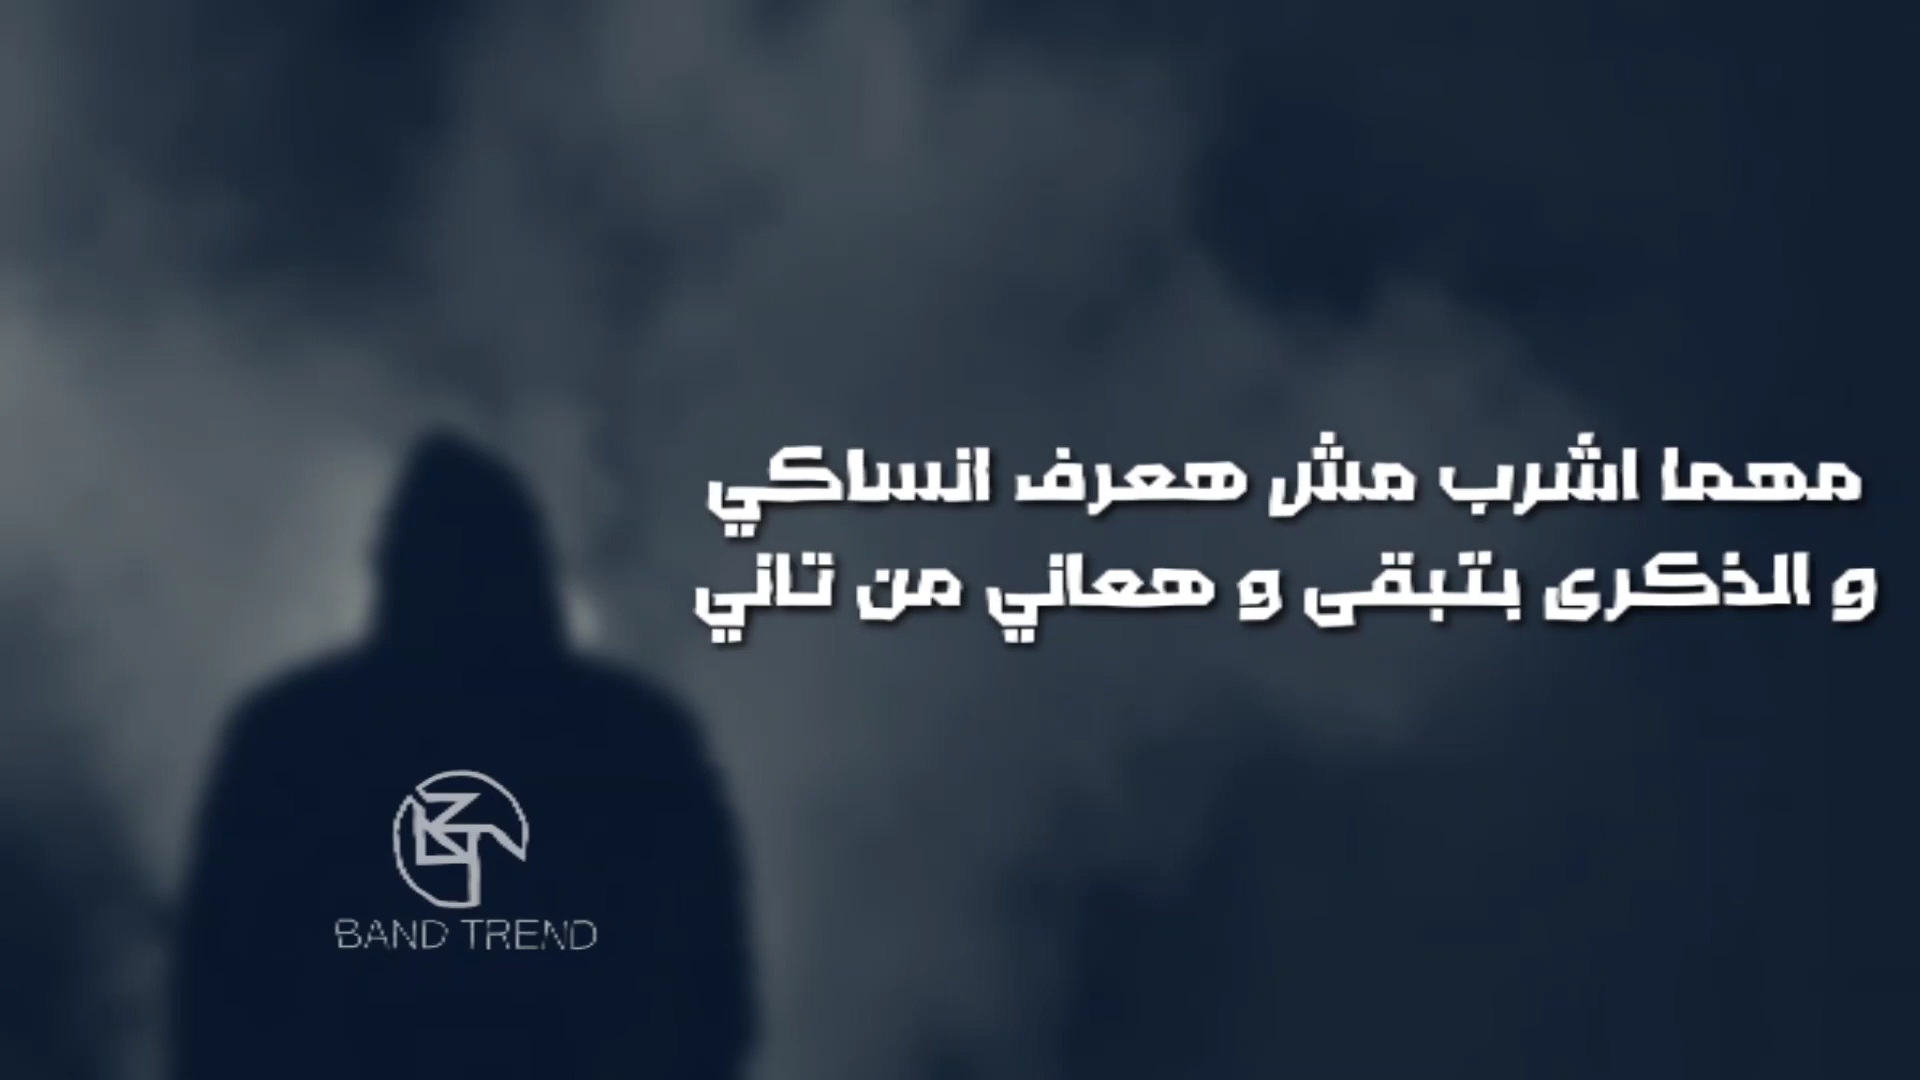 مهما اشرب مش هعرف انساكي
و الذكرى بتبقى و هعاني من تاني
BAND TREND